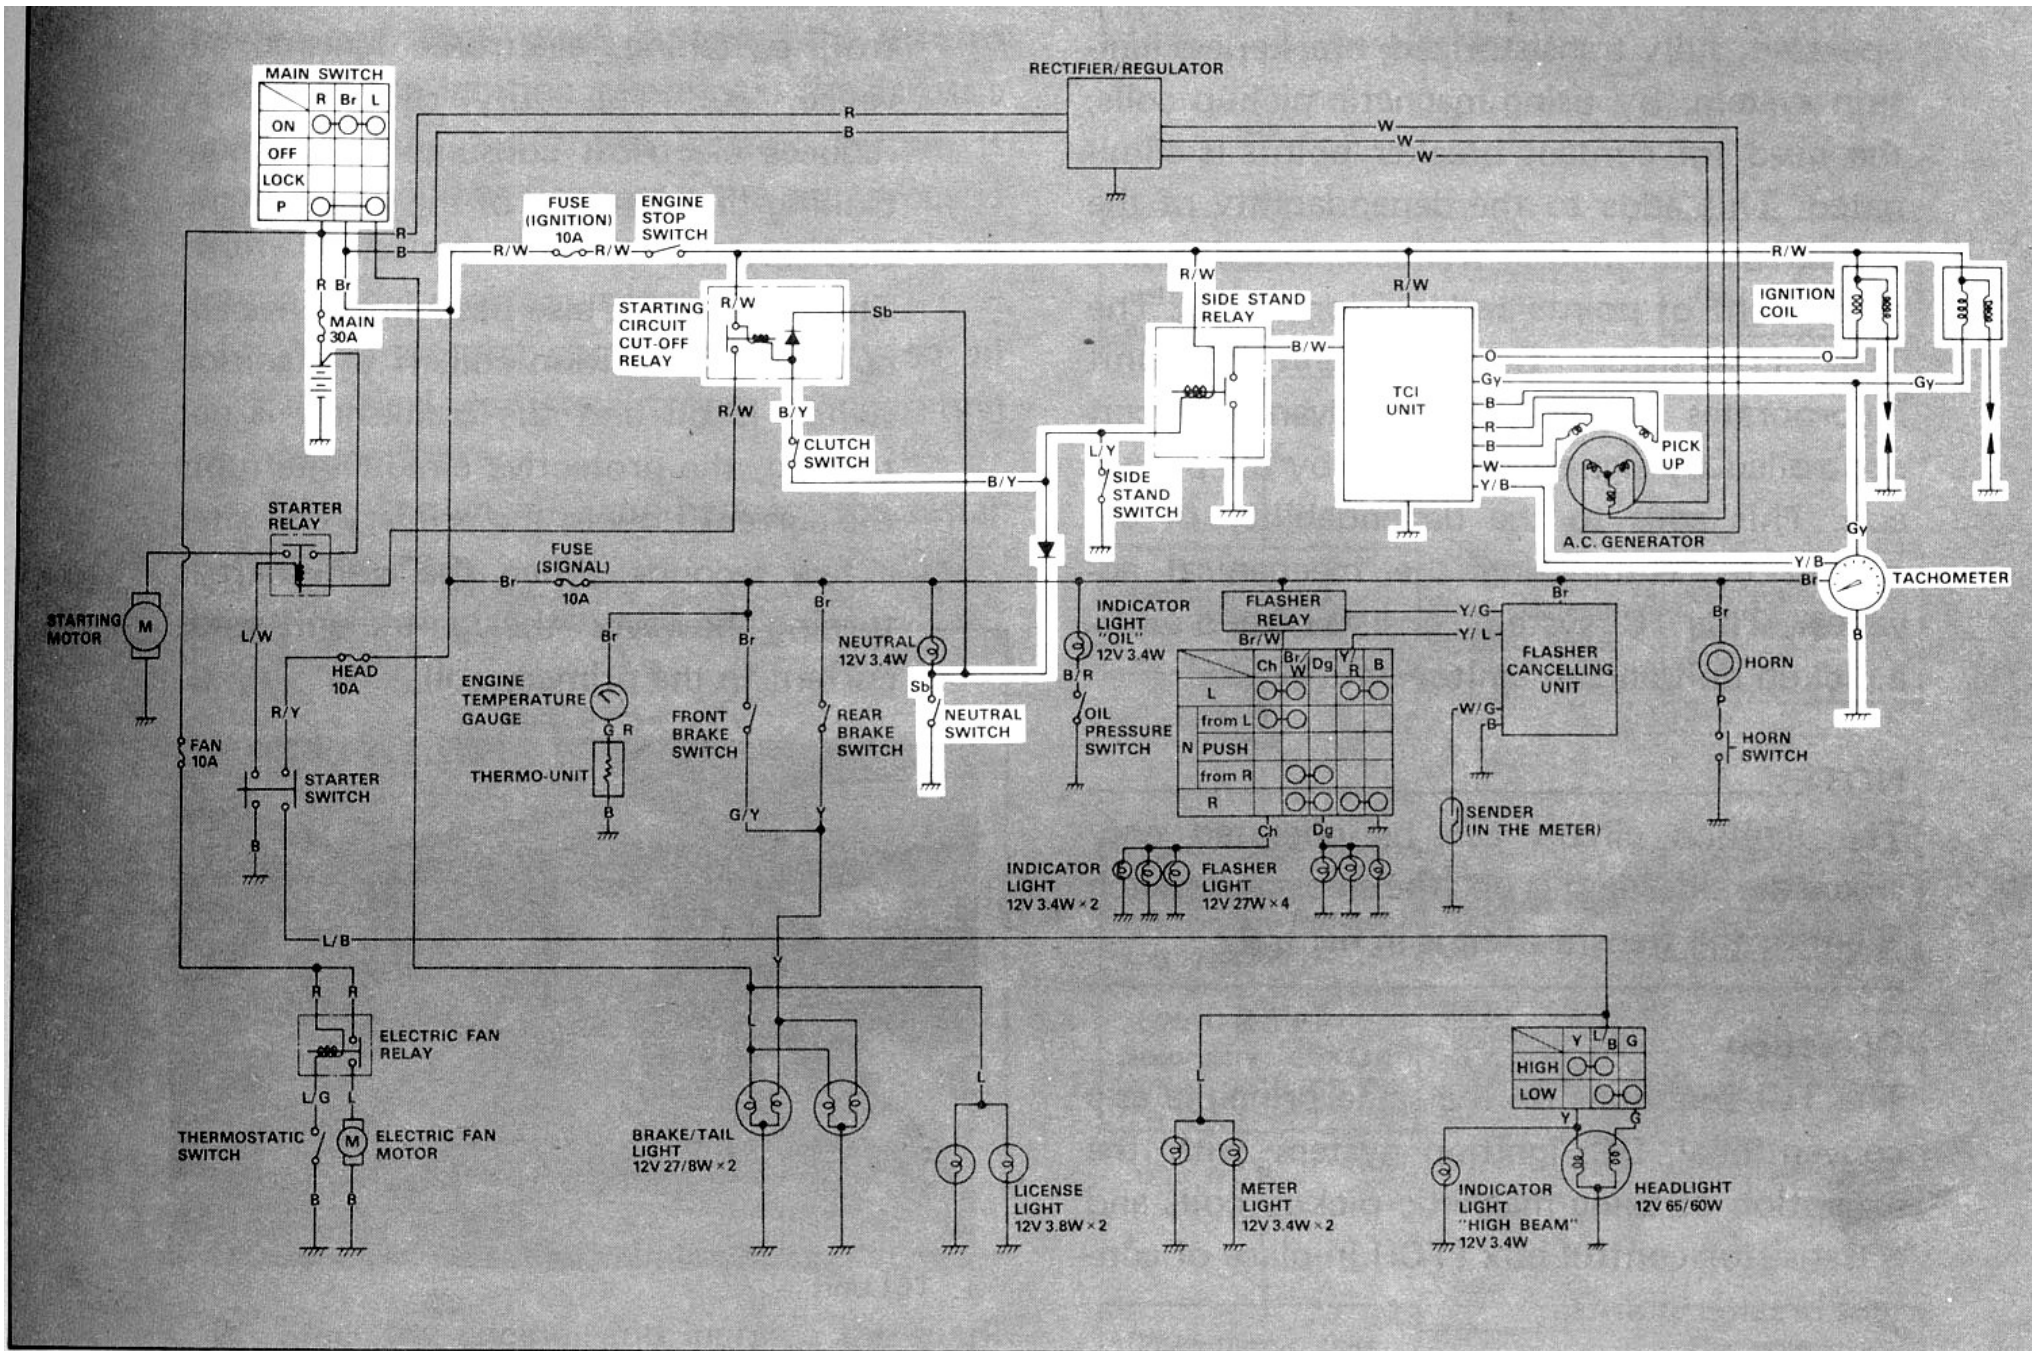 MAIN SWITCH
R Br L
ON
OFF
LOCK
P
RECTIFIER/REGULATOR
R
B
W
W
W
R
B
R
Br
MAIN
30A
R/W
FUSE
(IGNITION)
10A
R/W
ENGINE
STOP
SWITCH
R/W
STARTING
CIRCUIT
CUT-OFF
RELAY
R/W
Sb
R/W
SIDE STAND
RELAY
B/W
R/W
TCI
UNIT
IGNITION
COIL
O
O
Gy
Gy
B
R
B
W
Y/B
PICK
UP
A.C. GENERATOR
R/W
B/Y
CLUTCH
SWITCH
B/Y
L/Y
SIDE
STAND
SWITCH
STARTER
RELAY
STARTING
MOTOR
M
L/W
HEAD
10A
R/Y
FAN
10A
STARTER
SWITCH
B
Br
FUSE
(SIGNAL)
10A
Br
Br
Br
ENGINE
TEMPERATURE
GAUGE
G R
THERMO-UNIT
B
FRONT
BRAKE
SWITCH
REAR
BRAKE
SWITCH
G/Y
Y
NEUTRAL
12V 3.4W
Sb
NEUTRAL
SWITCH
INDICATOR
LIGHT
"OIL"
12V 3.4W
B/R
OIL
PRESSURE
SWITCH
FLASHER
RELAY
Br/W
Y/G
Y/L
Br
FLASHER
CANCELLING
UNIT
W/G
B
Ch Br/W Dg Y/R B
L
from L
N PUSH
from R
R
Ch
Dg
SENDER
(IN THE METER)
INDICATOR
LIGHT
12V 3.4W×2
FLASHER
LIGHT
12V 27W×4
Gy
Y/B
Br
TACHOMETER
B
Br
HORN
P
HORN
SWITCH
L/B
Y
R
R
ELECTRIC FAN
RELAY
L/G
L
THERMOSTATIC
SWITCH
M
ELECTRIC FAN
MOTOR
B
B
L
BRAKE/TAIL
LIGHT
12V 27/8W×2
L
LICENSE
LIGHT
12V 3.8W×2
L
METER
LIGHT
12V 3.4W×2
Y L/B G
HIGH
LOW
Y
G
INDICATOR
LIGHT
"HIGH BEAM"
12V 3.4W
HEADLIGHT
12V 65/60W